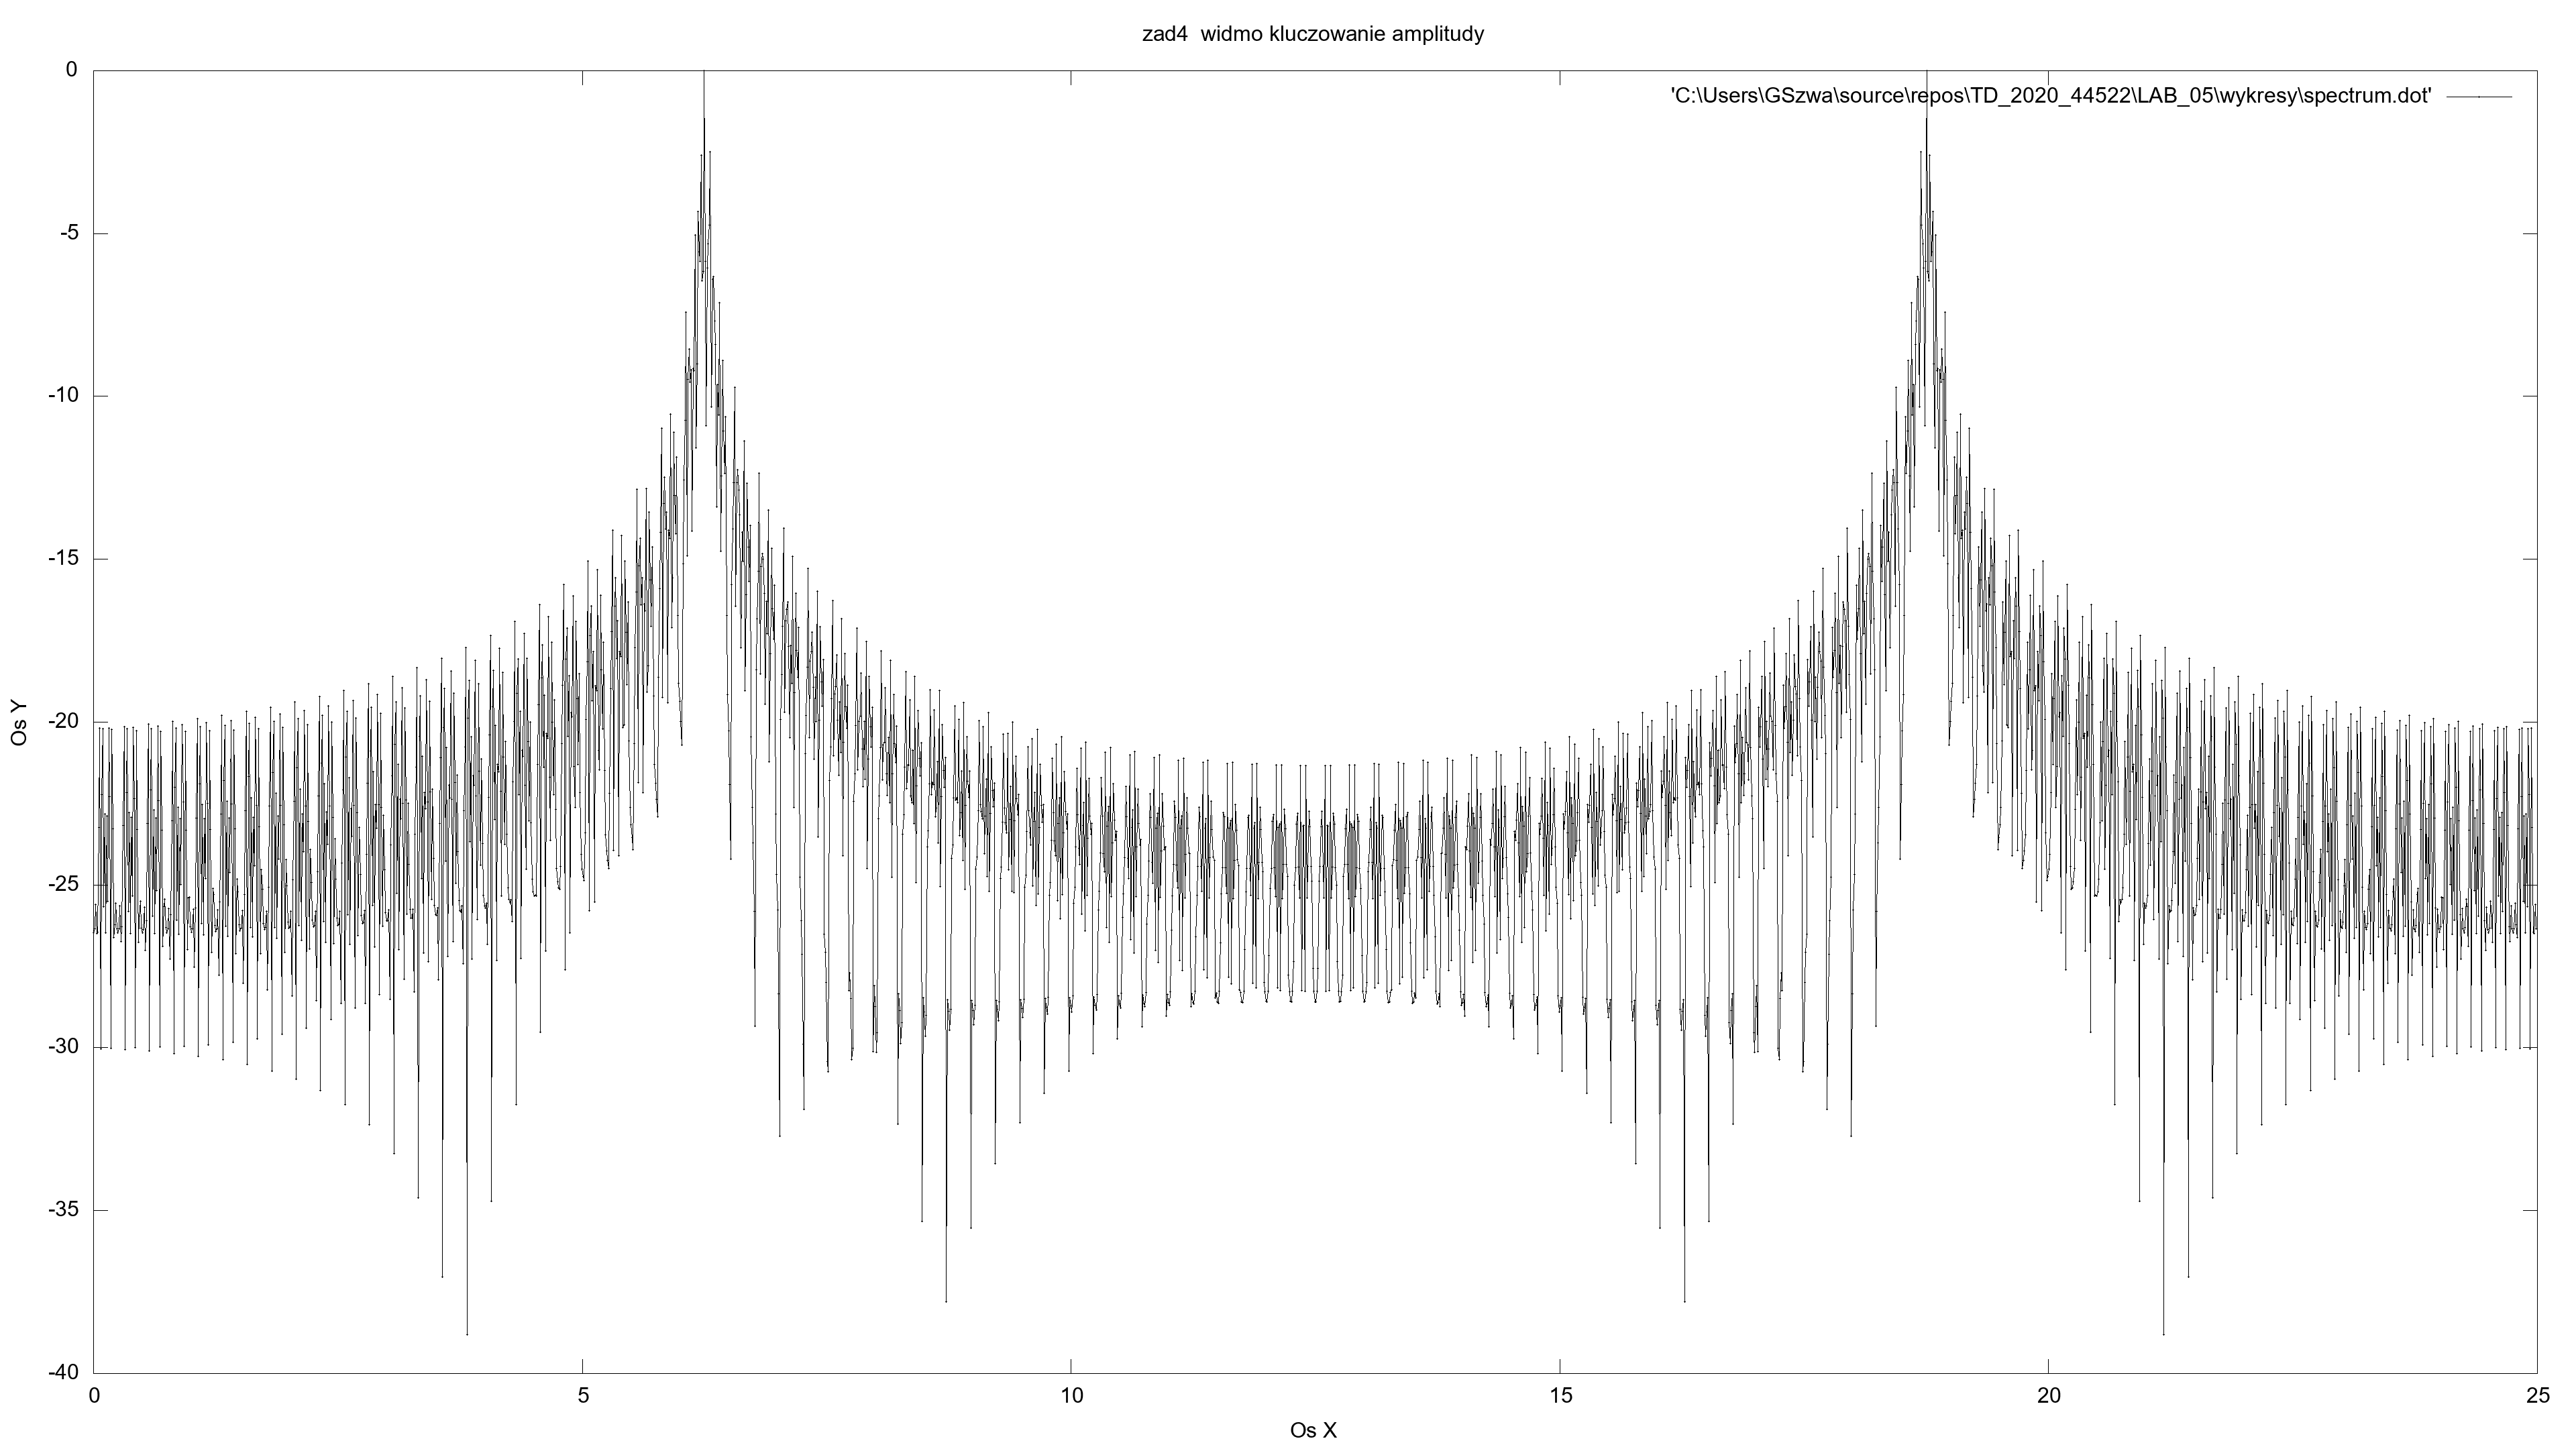 zad4  widmo kluczowanie amplitudy
'C:\Users\GSzwa\source\repos\TD_2020_44522\LAB_05\wykresy\spectrum.dot'
0
-5
-10
-15
-20
-25
-30
-35
-40
Os Y
0 5 10 15 20 25
Os X